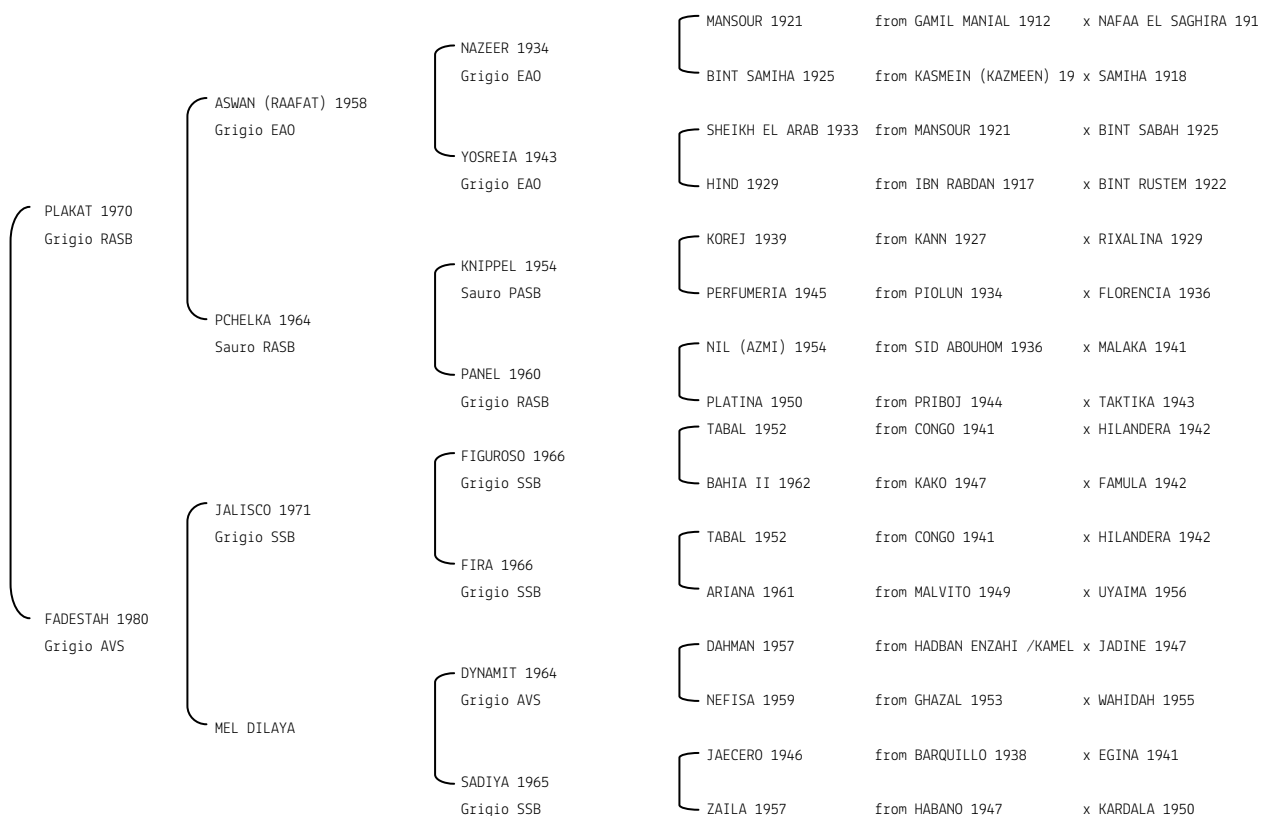 MANSOUR 1921 from GAMIL MANIAL 1912 x NAFAA EL SAGHIRA 191
NAZEER 1934
Grigio EAO
BINT SAMIHA 1925 from KASMEIN (KAZMEEN) 19 x SAMIHA 1918
ASWAN (RAAFAT) 1958
Grigio EAO
SHEIKH EL ARAB 1933 from MANSOUR 1921 x BINT SABAH 1925
YOSREIA 1943
Grigio EAO
HIND 1929 from IBN RABDAN 1917 x BINT RUSTEM 1922
PLAKAT 1970
Grigio RASB
KOREJ 1939 from KANN 1927 x RIXALINA 1929
KNIPPEL 1954
Sauro PASB
PERFUMERIA 1945 from PIOLUN 1934 x FLORENCIA 1936
PCHELKA 1964
Sauro RASB
NIL (AZMI) 1954 from SID ABOUHOM 1936 x MALAKA 1941
PANEL 1960
Grigio RASB
PLATINA 1950 from PRIBOJ 1944 x TAKTIKA 1943
TABAL 1952 from CONGO 1941 x HILANDERA 1942
FIGUROSO 1966
Grigio SSB
BAHIA II 1962 from KAKO 1947 x FAMULA 1942
JALISCO 1971
Grigio SSB
TABAL 1952 from CONGO 1941 x HILANDERA 1942
FIRA 1966
Grigio SSB
ARIANA 1961 from MALVITO 1949 x UYAIMA 1956
FADESTAH 1980
Grigio AVS
DAHMAN 1957 from HADBAN ENZAHI /KAMEL x JADINE 1947
DYNAMIT 1964
Grigio AVS
NEFISA 1959 from GHAZAL 1953 x WAHIDAH 1955
MEL DILAYA
JAECERO 1946 from BARQUILLO 1938 x EGINA 1941
SADIYA 1965
Grigio SSB
ZAILA 1957 from HABANO 1947 x KARDALA 1950